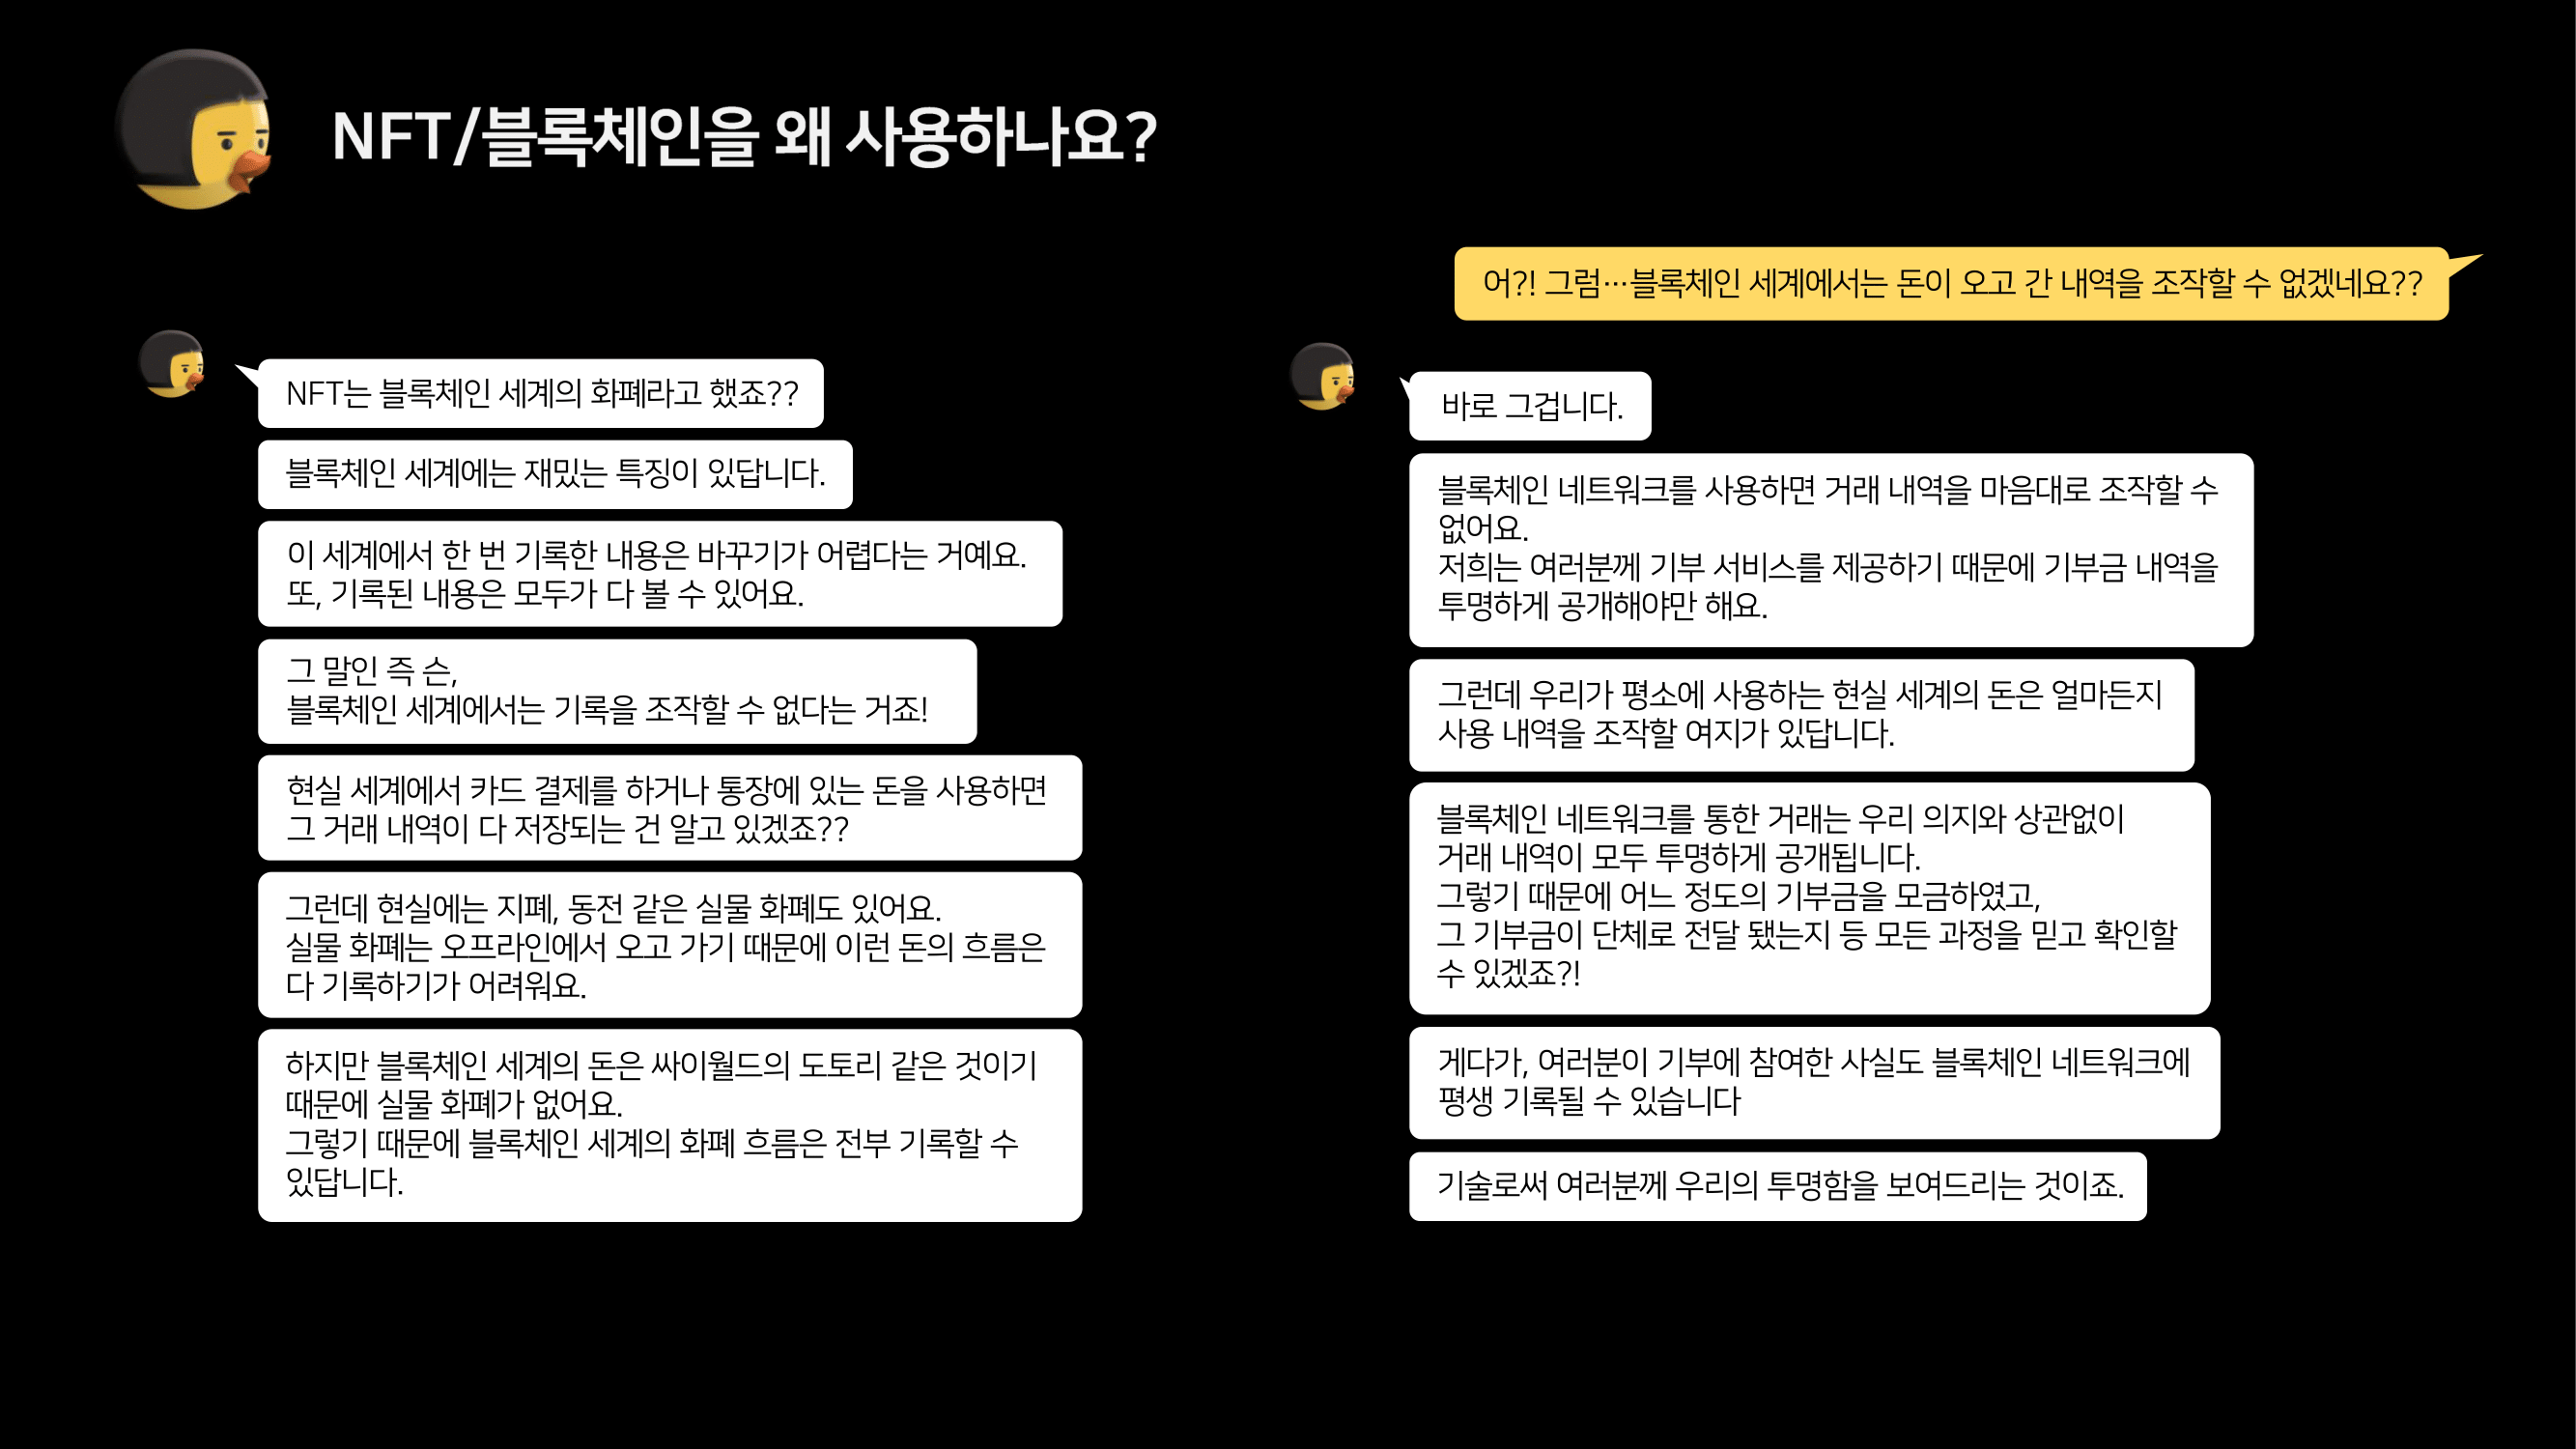 NFT/블록체인을 왜 사용하나요?
NFT는 블록체인 세계의 화폐라고 했죠??
블록체인 세계에는 재밌는 특징이 있답니다.
이 세계에서 한 번 기록한 내용은 바꾸기가 어렵다는 거예요.
또, 기록된 내용은 모두가 다 볼 수 있어요.
그 말인 즉 슨,
블록체인 세계에서는 기록을 조작할 수 없다는 거죠!
현실 세계에서 카드 결제를 하거나 통장에 있는 돈을 사용하면
그 거래 내역이 다 저장되는 건 알고 있겠죠??
그런데 현실에는 지폐, 동전 같은 실물 화폐도 있어요.
실물 화폐는 오프라인에서 오고 가기 때문에 이런 돈의 흐름은
다 기록하기가 어려워요.
하지만 블록체인 세계의 돈은 싸이월드의 도토리 같은 것이기
때문에 실물 화폐가 없어요.
그렇기 때문에 블록체인 세계의 화폐 흐름은 전부 기록할 수
있답니다.
어?! 그럼…블록체인 세계에서는 돈이 오고 간 내역을 조작할 수 없겠네요??
바로 그겁니다.
블록체인 네트워크를 사용하면 거래 내역을 마음대로 조작할 수
없어요.
저희는 여러분께 기부 서비스를 제공하기 때문에 기부금 내역을
투명하게 공개해야만 해요.
그런데 우리가 평소에 사용하는 현실 세계의 돈은 얼마든지
사용 내역을 조작할 여지가 있답니다.
블록체인 네트워크를 통한 거래는 우리 의지와 상관없이
거래 내역이 모두 투명하게 공개됩니다.
그렇기 때문에 어느 정도의 기부금을 모금하였고,
그 기부금이 단체로 전달 됐는지 등 모든 과정을 믿고 확인할
수 있겠죠?!
게다가, 여러분이 기부에 참여한 사실도 블록체인 네트워크에
평생 기록될 수 있습니다
기술로써 여러분께 우리의 투명함을 보여드리는 것이죠.